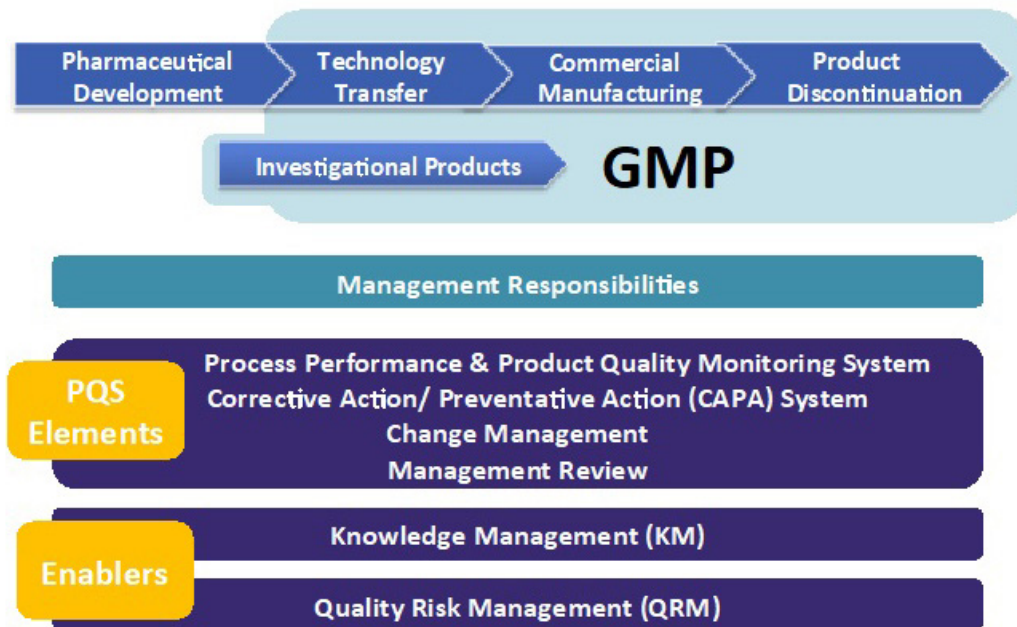 Pharmaceutical
Development
Technology
Transfer
Commercial
Manufacturing
Product
Discontinuation
Investigational Products
GMP
Management Responsibilities
PQS
Elements
Process Performance & Product Quality Monitoring System
Corrective Action/ Preventative Action (CAPA) System
Change Management
Management Review
Enablers
Knowledge Management (KM)
Quality Risk Management (QRM)